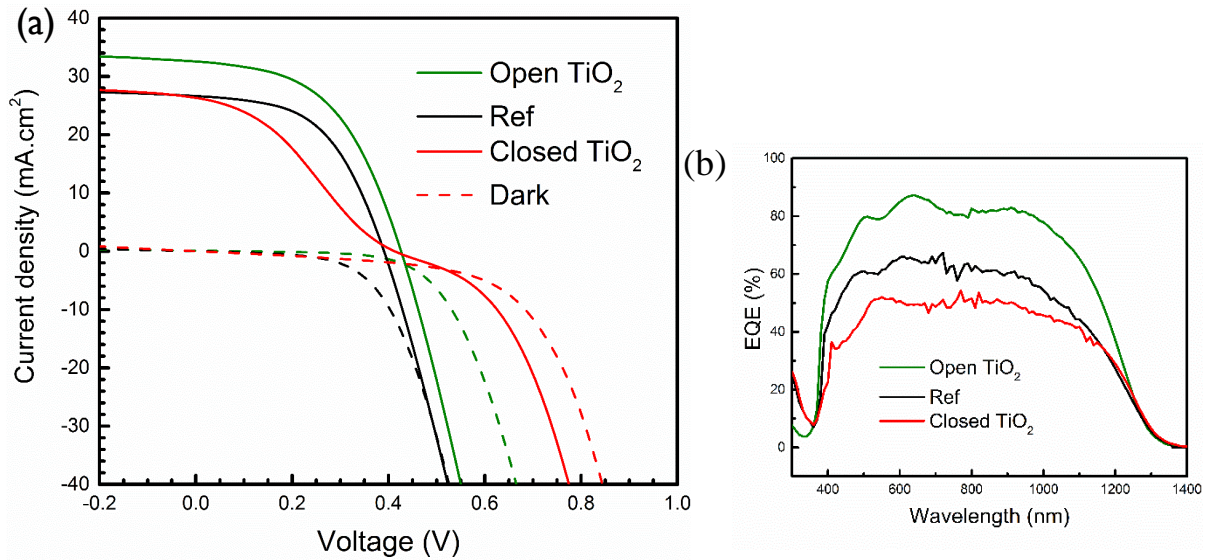 (a)
40
30
20
10
0
-10
-20
-30
-40
Current density (mA.cm²)
-0.2 0.0 0.2 0.4 0.6 0.8 1.0
Voltage (V)
Open TiO₂
Ref
Closed TiO₂
Dark
(b)
100
80
60
40
20
0
EQE (%)
400 600 800 1000 1200 1400
Wavelength (nm)
Open TiO₂
Ref
Closed TiO₂